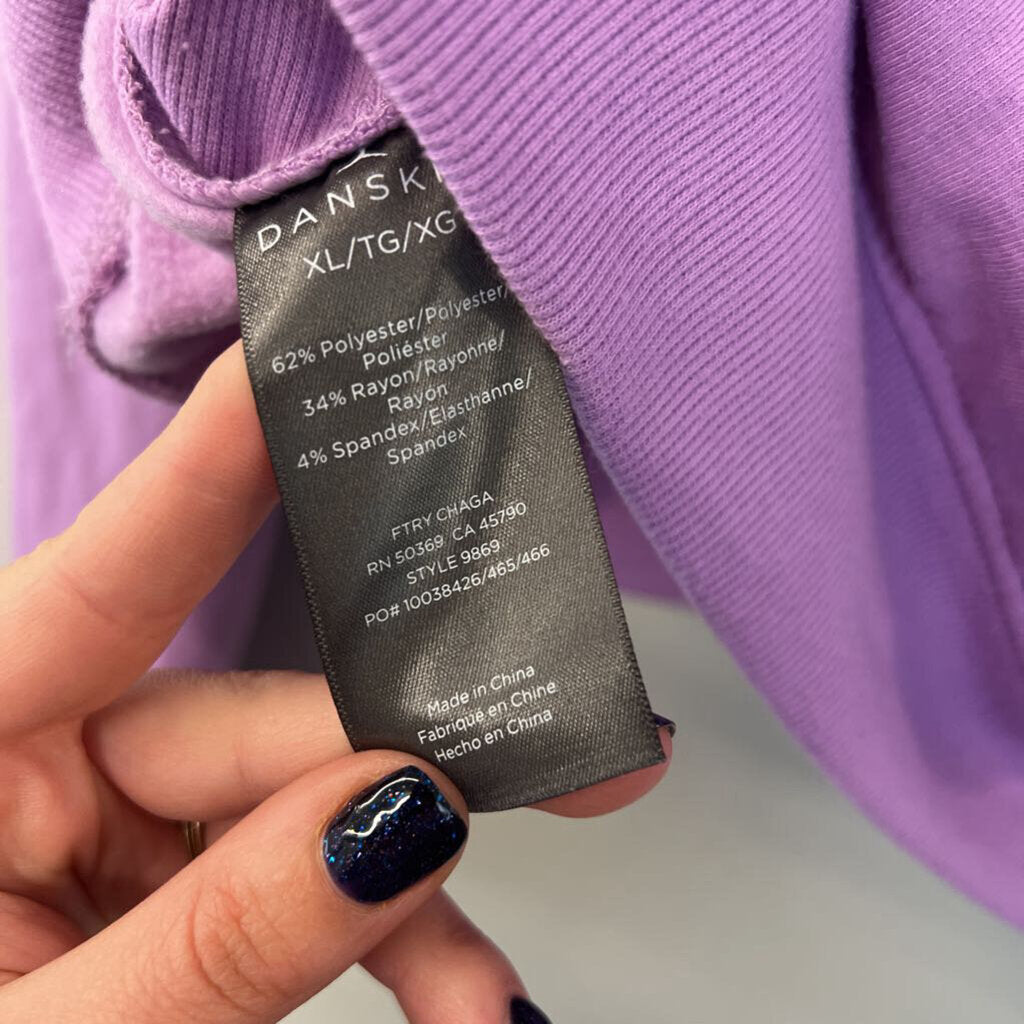 DANSKI
XL/TG/XG
62% Polyester/Polyester/
Poliéster
34% Rayon/Rayonne/
Rayon
4% Spandex/Elasthanne/
Spandex
FTRY CHAGA
RN 50369 CA 45790
STYLE 9869
PO# 10038426/465/466
Made in China
Fabriqué en Chine
Hecho en China